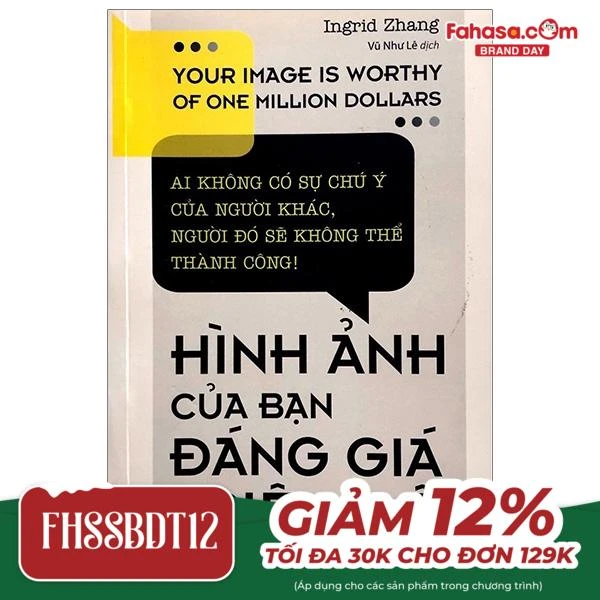 Fahasa.com
BRAND DAY
Ingrid Zhang
Vũ Như Lê dịch
YOUR IMAGE IS WORTHY
OF ONE MILLION DOLLARS
AI KHÔNG CÓ SỰ CHÚ Ý
CỦA NGƯỜI KHÁC,
NGƯỜI ĐÓ SẼ KHÔNG THỂ
THÀNH CÔNG!
HÌNH ẢNH
CỦA BẠN
ĐÁNG GIÁ
FHSSBDT12
GIẢM 12%
TỐI ĐA 30K CHO ĐƠN 129K
(Áp dụng cho các sản phẩm trong chương trình)